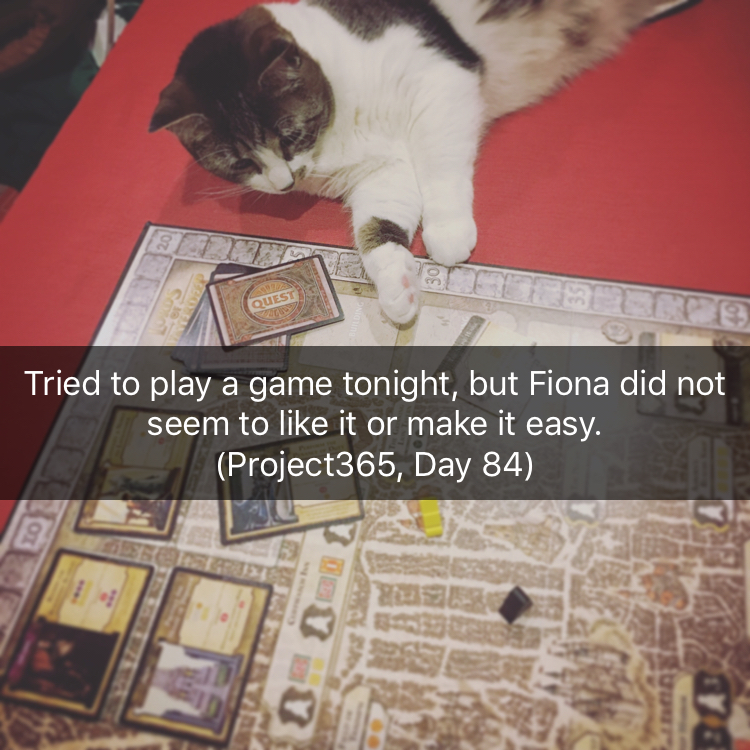 20
30
35
QUEST
Tried to play a game tonight, but Fiona did not
seem to like it or make it easy.
(Project365, Day 84)
10